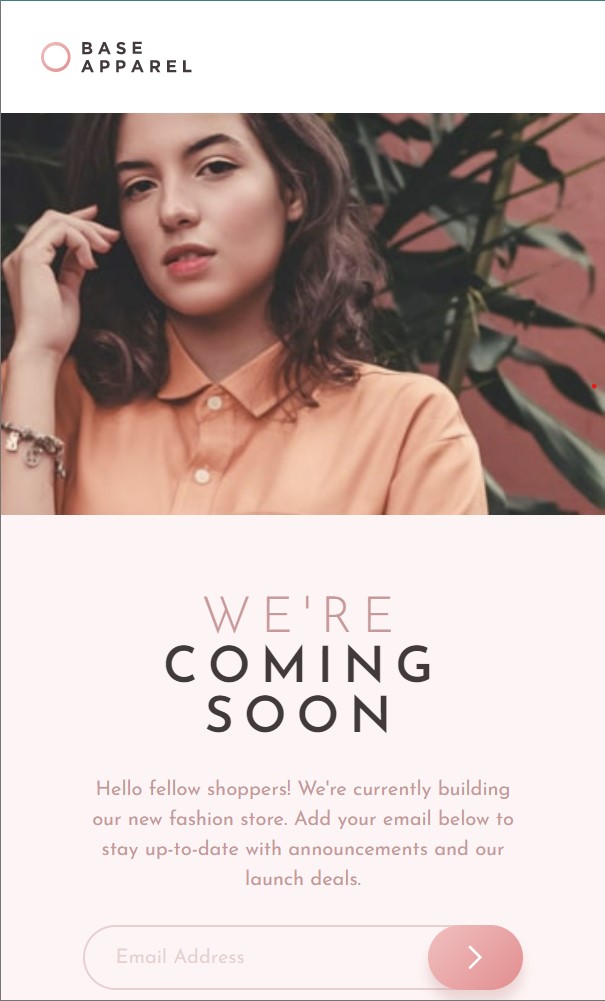 BASE
APPAREL
WE'RE
COMING
SOON
Hello fellow shoppers! We're currently building
our new fashion store. Add your email below to
stay up-to-date with announcements and our
launch deals.
Email Address